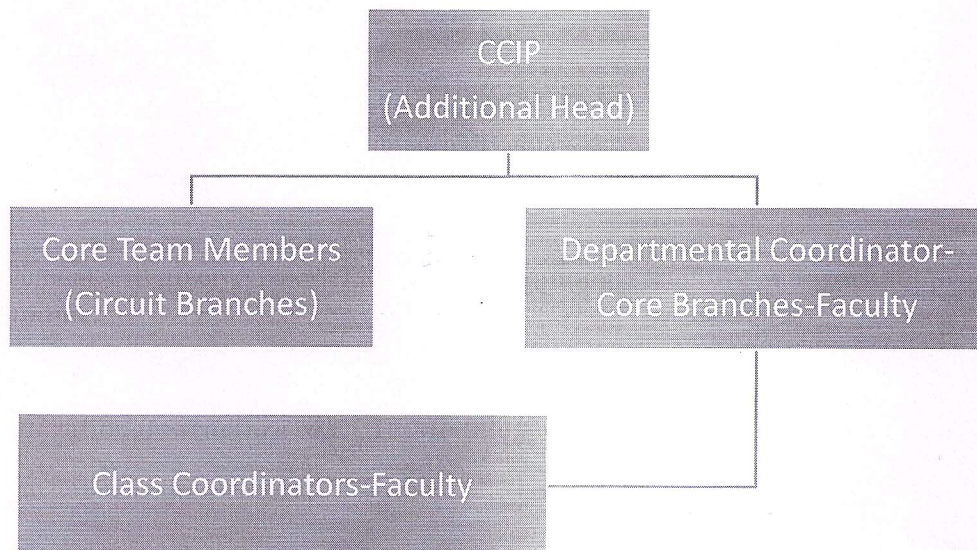 CCIP
(Additional Head)
Core Team Members
(Circuit Branches)
Departmental Coordinator-
Core Branches-Faculty
Class Coordinators-Faculty